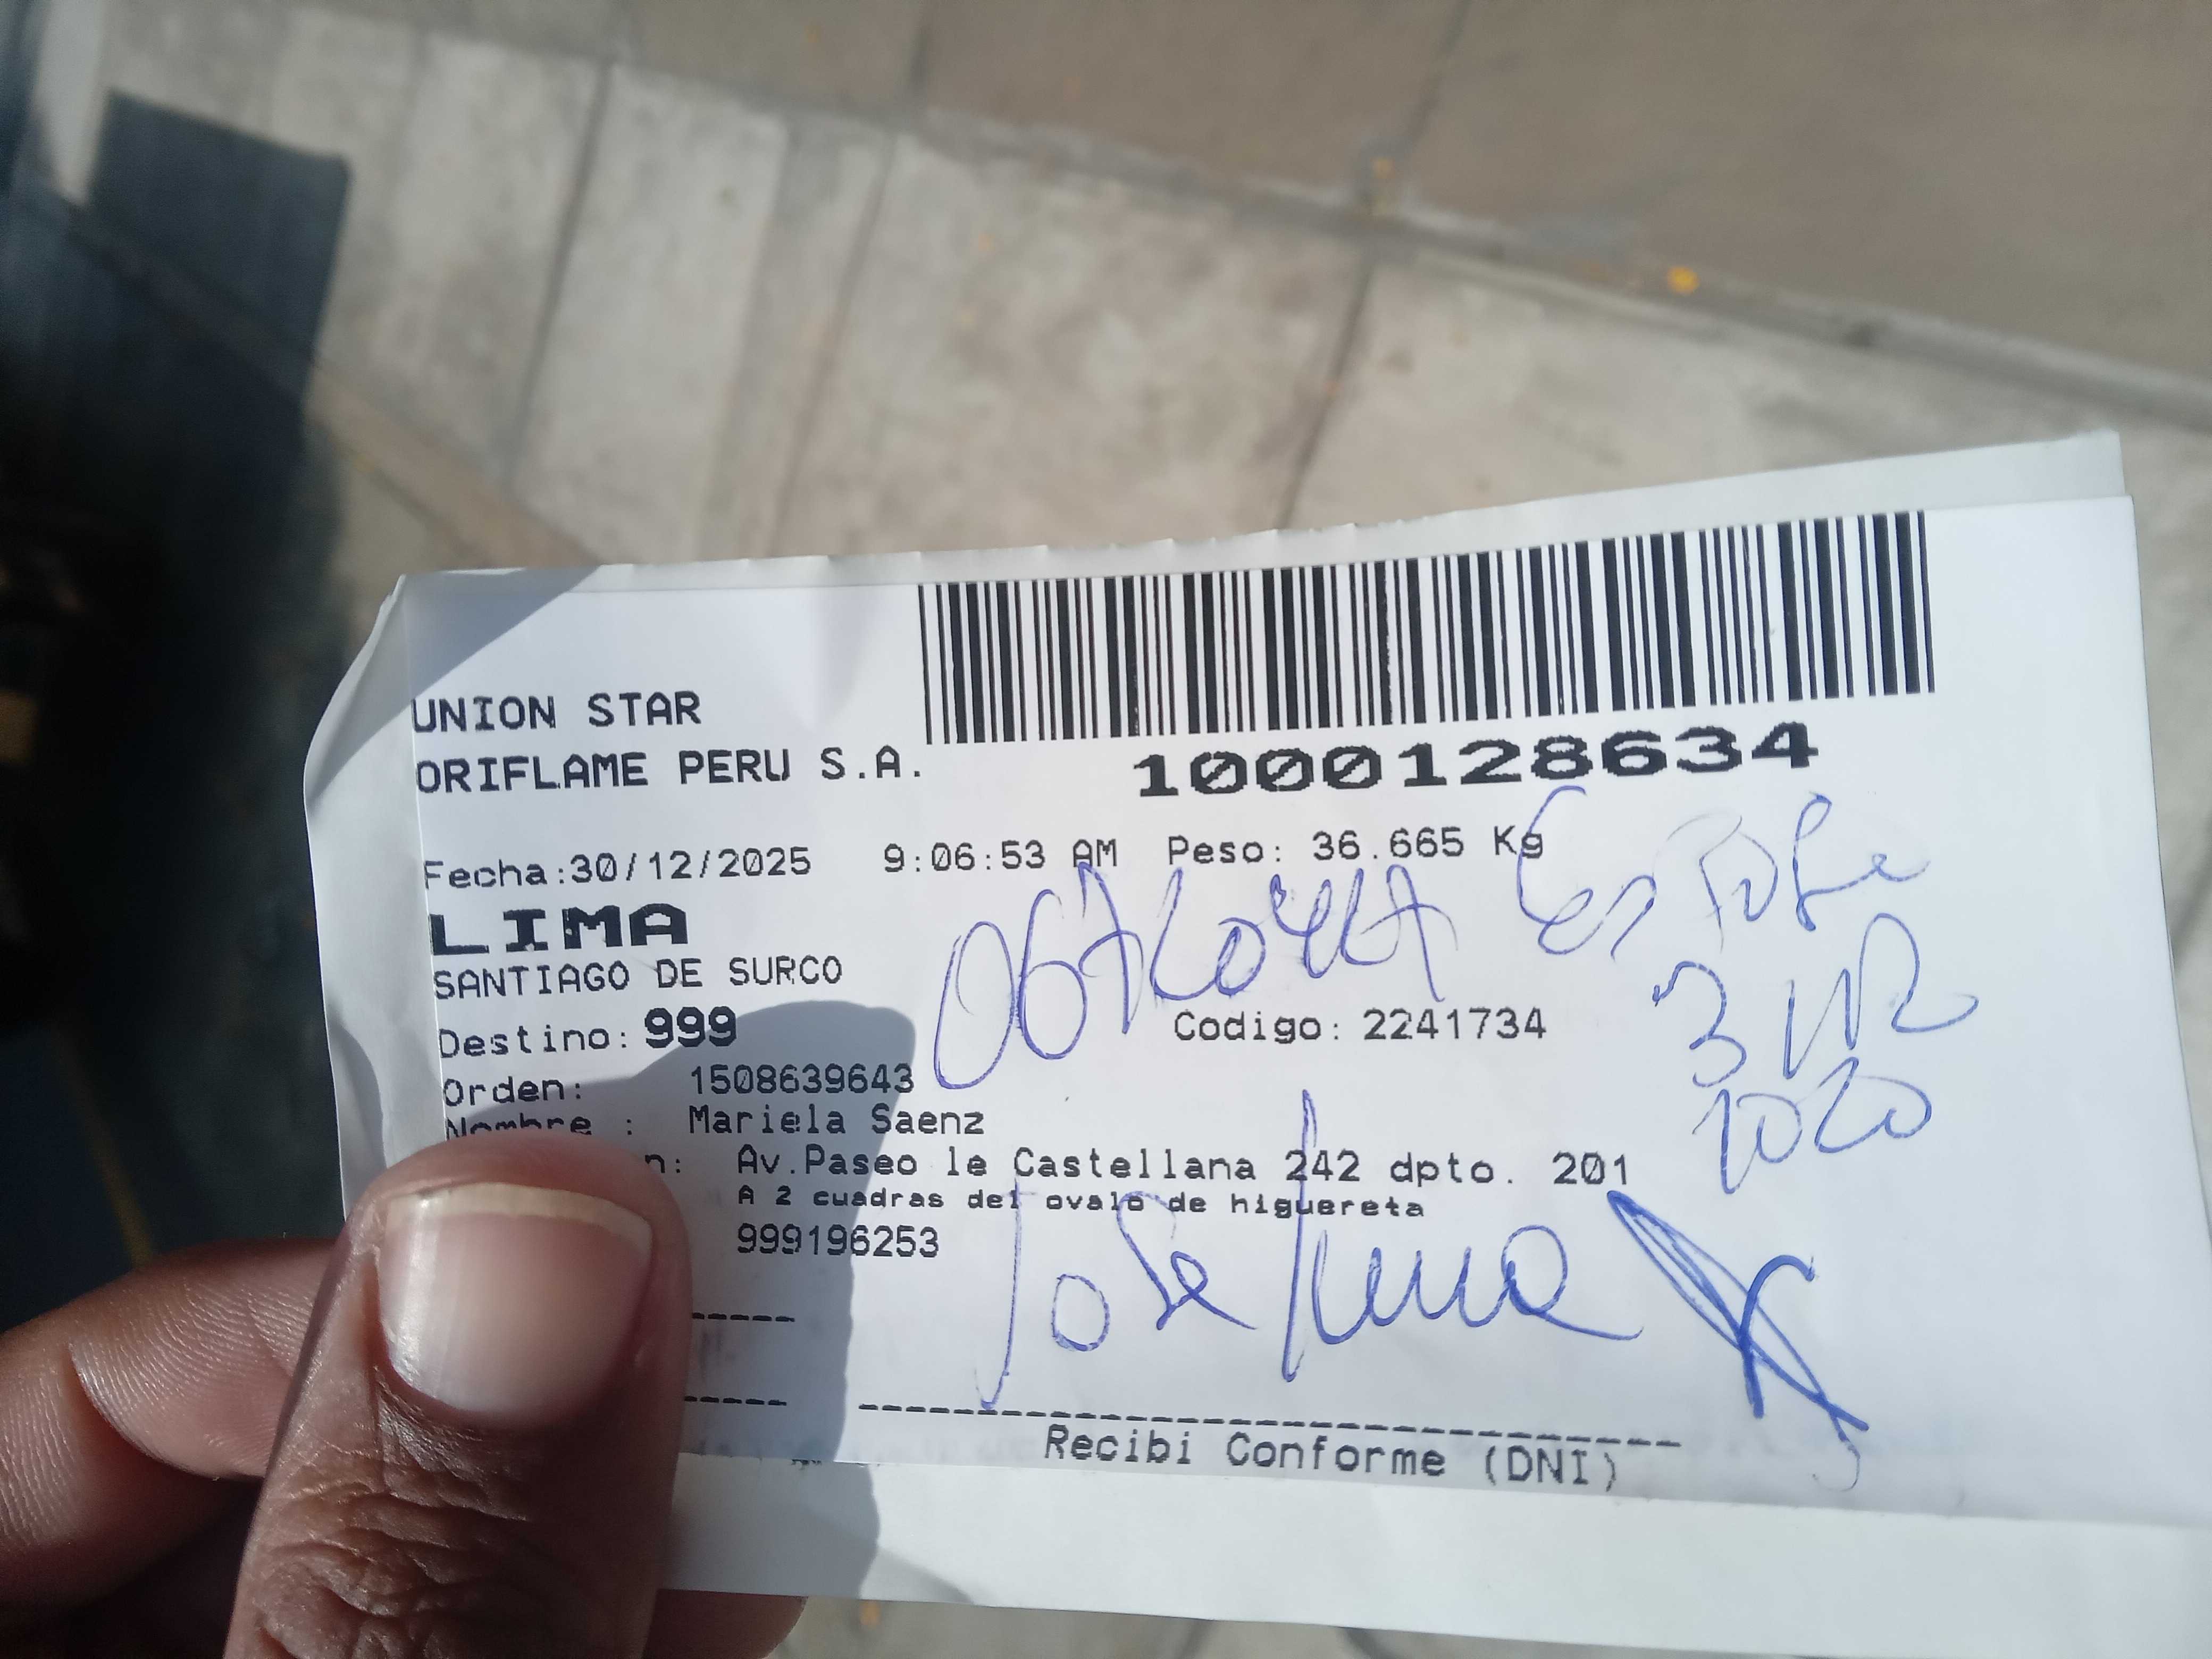 UNION STAR
ORIFLAME PERU S.A.
1000128634
Fecha:30/12/2025 9:06:53 AM Peso: 36.665 Kg
LIMA
SANTIAGO DE SURCO
Destino: 999 Codigo: 2241734
Orden: 1508639643
Nombre : Mariela Saenz
n: Av.Paseo le Castellana 242 dpto. 201
A 2 cuadras del ovalo de higuereta
999196253
Jose
Recibi Conforme (DNI)